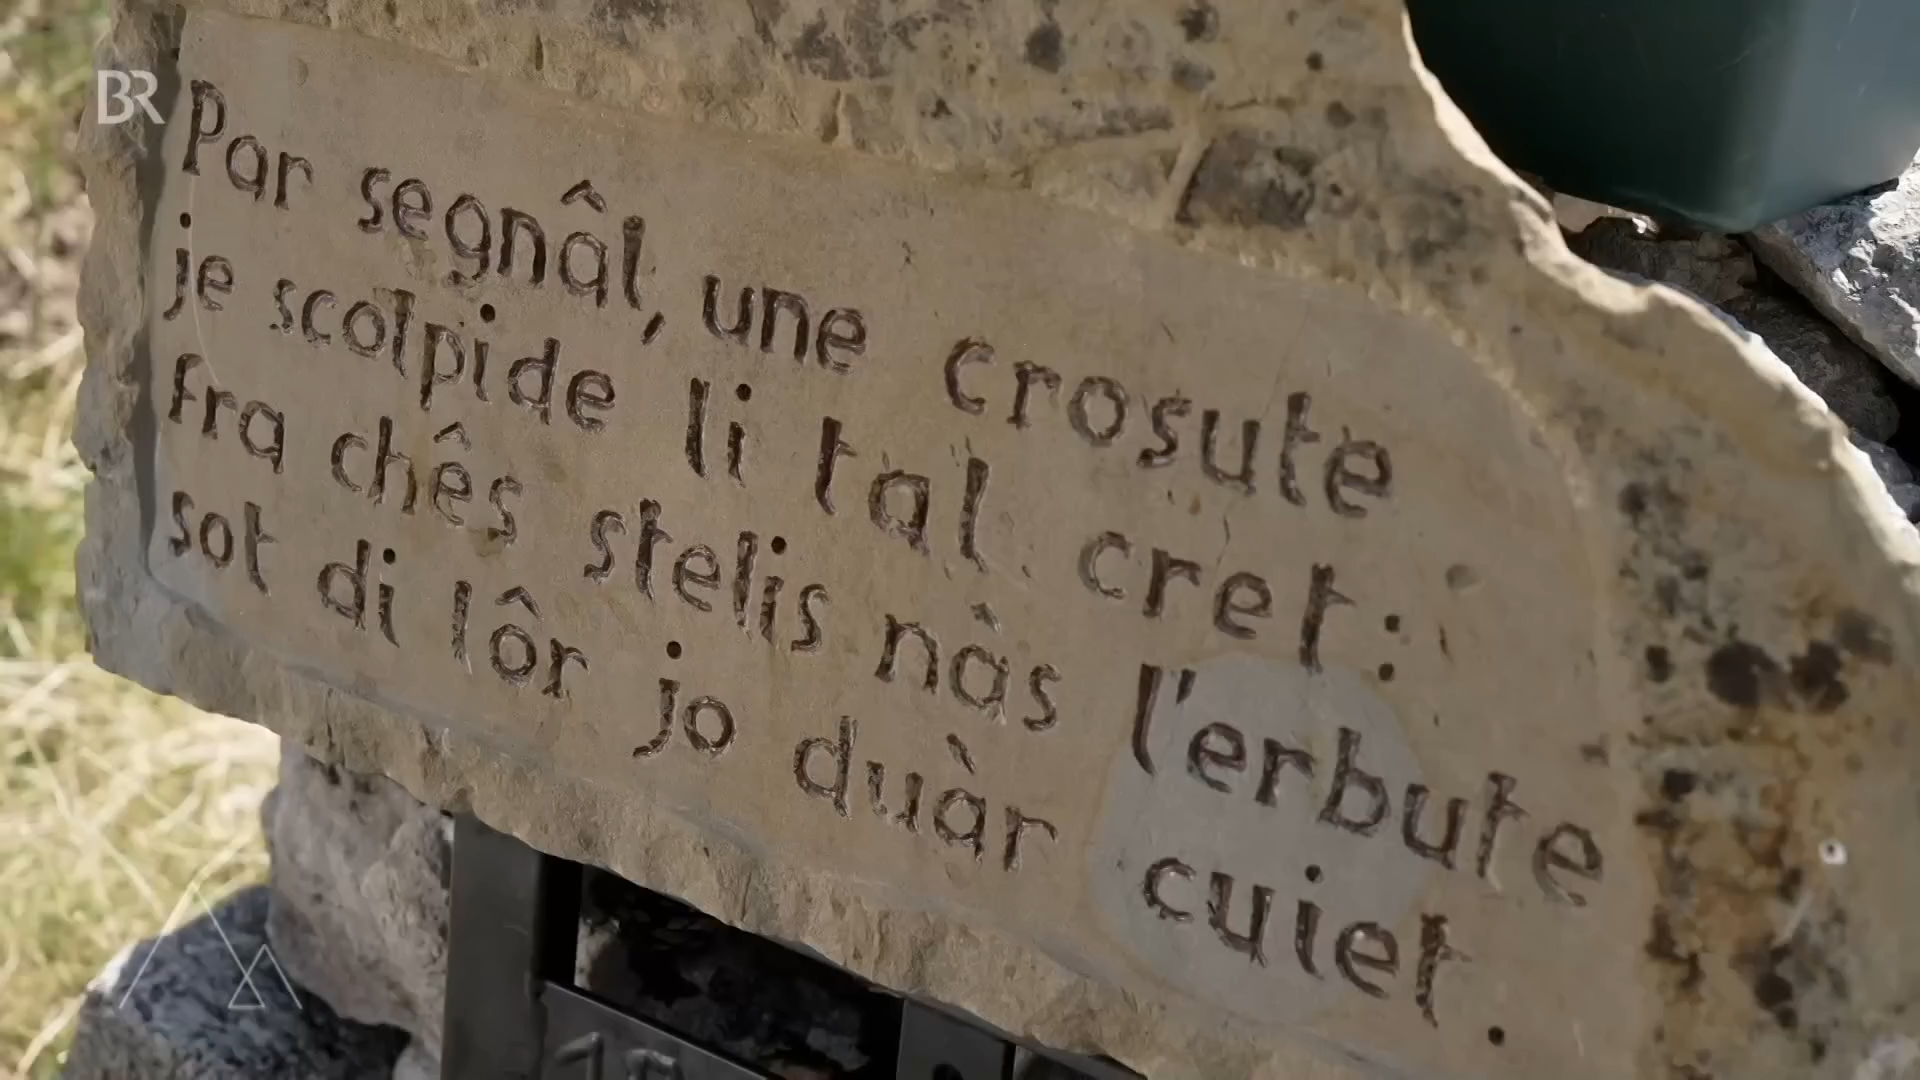 BR
Par segnâl, une crosute
je scolpide li tal cret:
fra chês stelis nàs l'erbute
sot di lôr jo duàr cuiet.